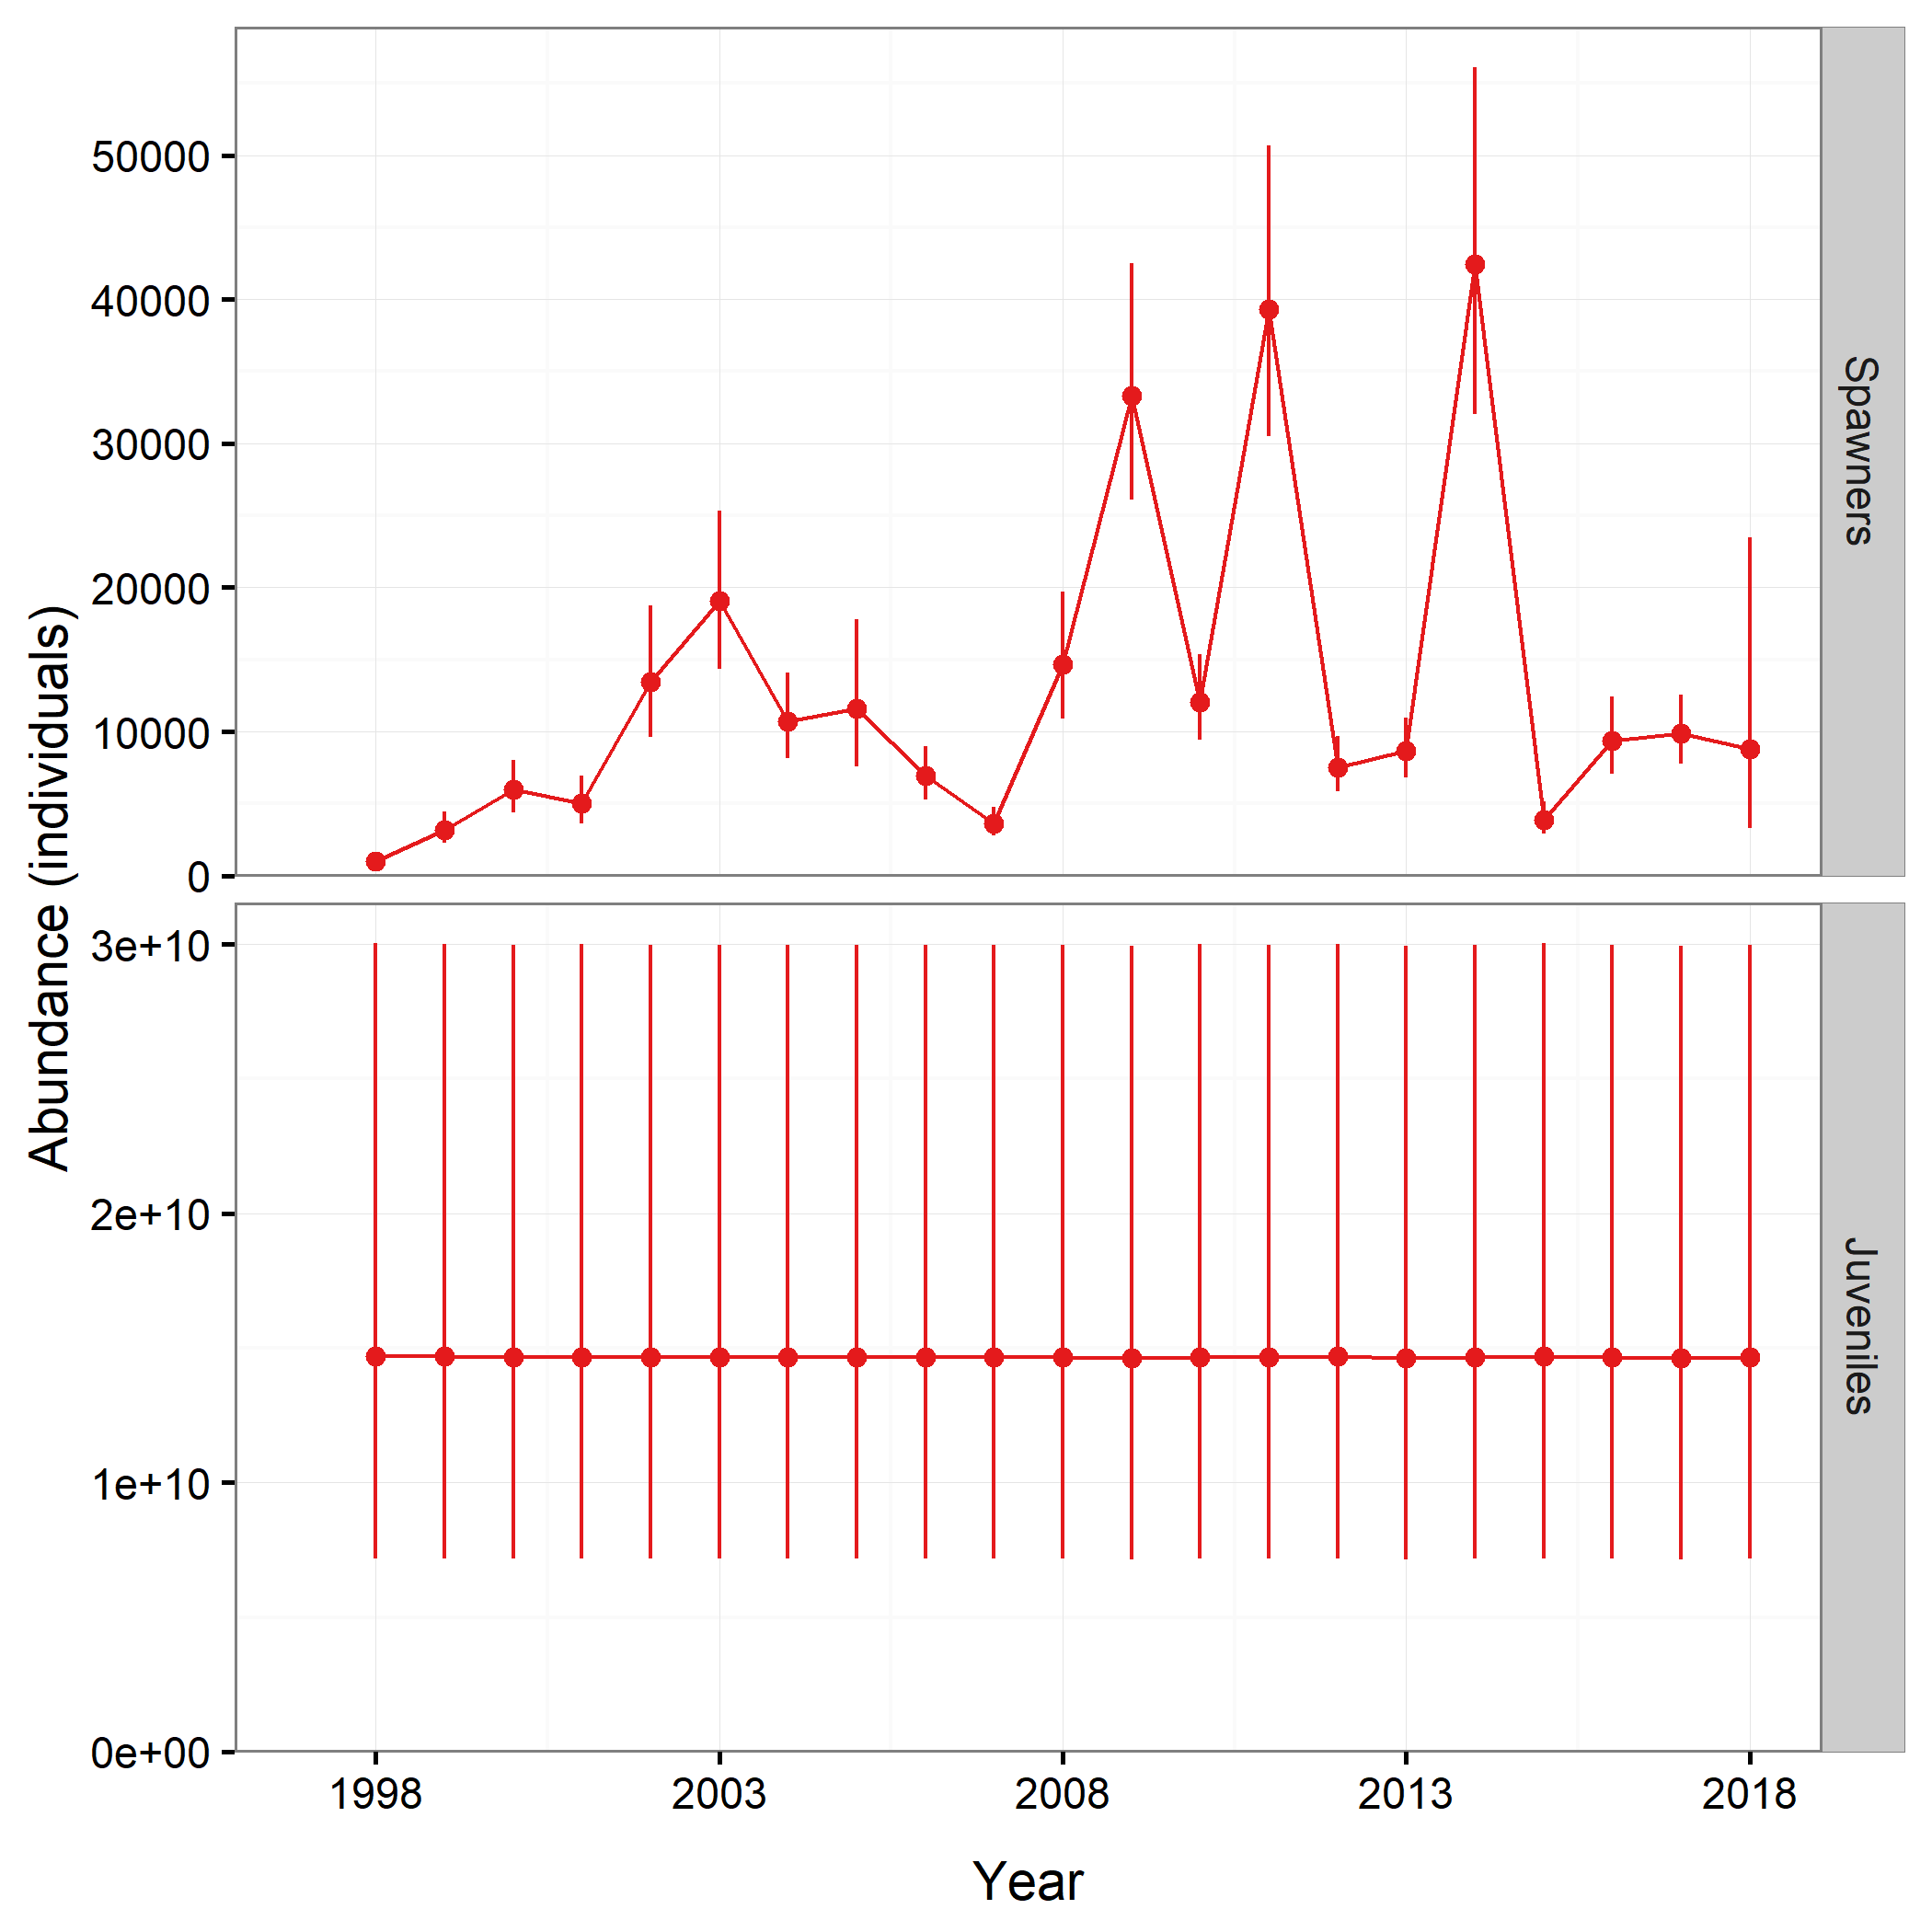 Abundance (individuals)
50000
40000
30000
20000
10000
0
Spawners
3e+10
2e+10
1e+10
0e+00
Juveniles
1998 2003 2008 2013 2018
Year